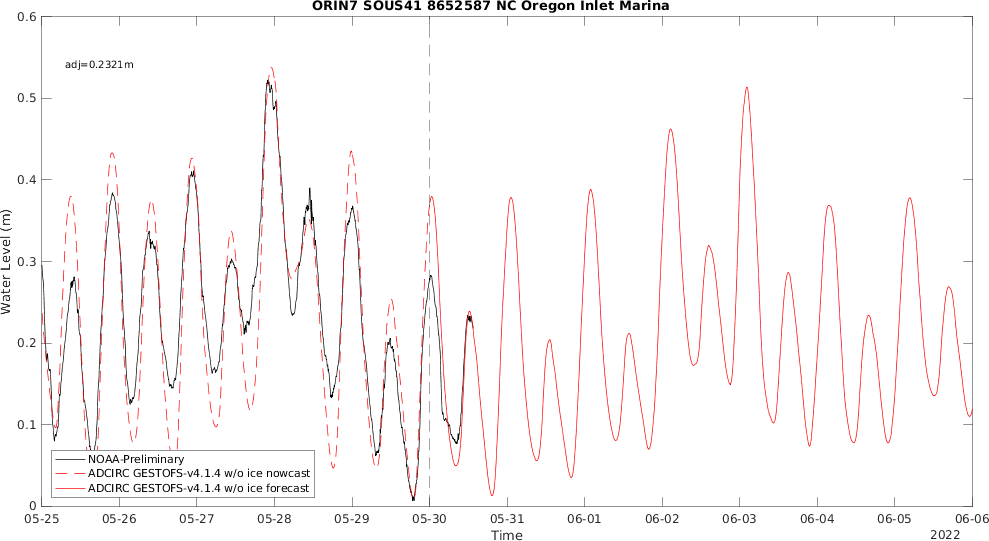 ORIN7 SOUS41 8652587 NC Oregon Inlet Marina
adj=0.2321m
Water Level (m)
0.6
0.5
0.4
0.3
0.2
0.1
0
NOAA-Preliminary
ADCIRC GESTOFS-v4.1.4 w/o ice nowcast
ADCIRC GESTOFS-v4.1.4 w/o ice forecast
05-25 05-26 05-27 05-28 05-29 05-30 05-31 06-01 06-02 06-03 06-04 06-05 06-06
Time
2022